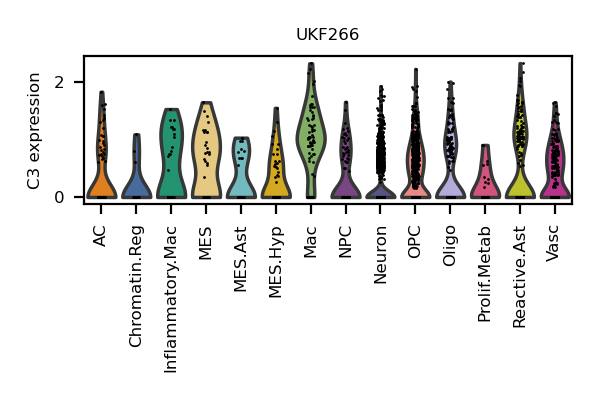 UKF266
C3 expression
2
0
AC
Chromatin.Reg
Inflammatory.Mac
MES
MES.Ast
MES.Hyp
Mac
NPC
Neuron
OPC
Oligo
Prolif.Metab
Reactive.Ast
Vasc